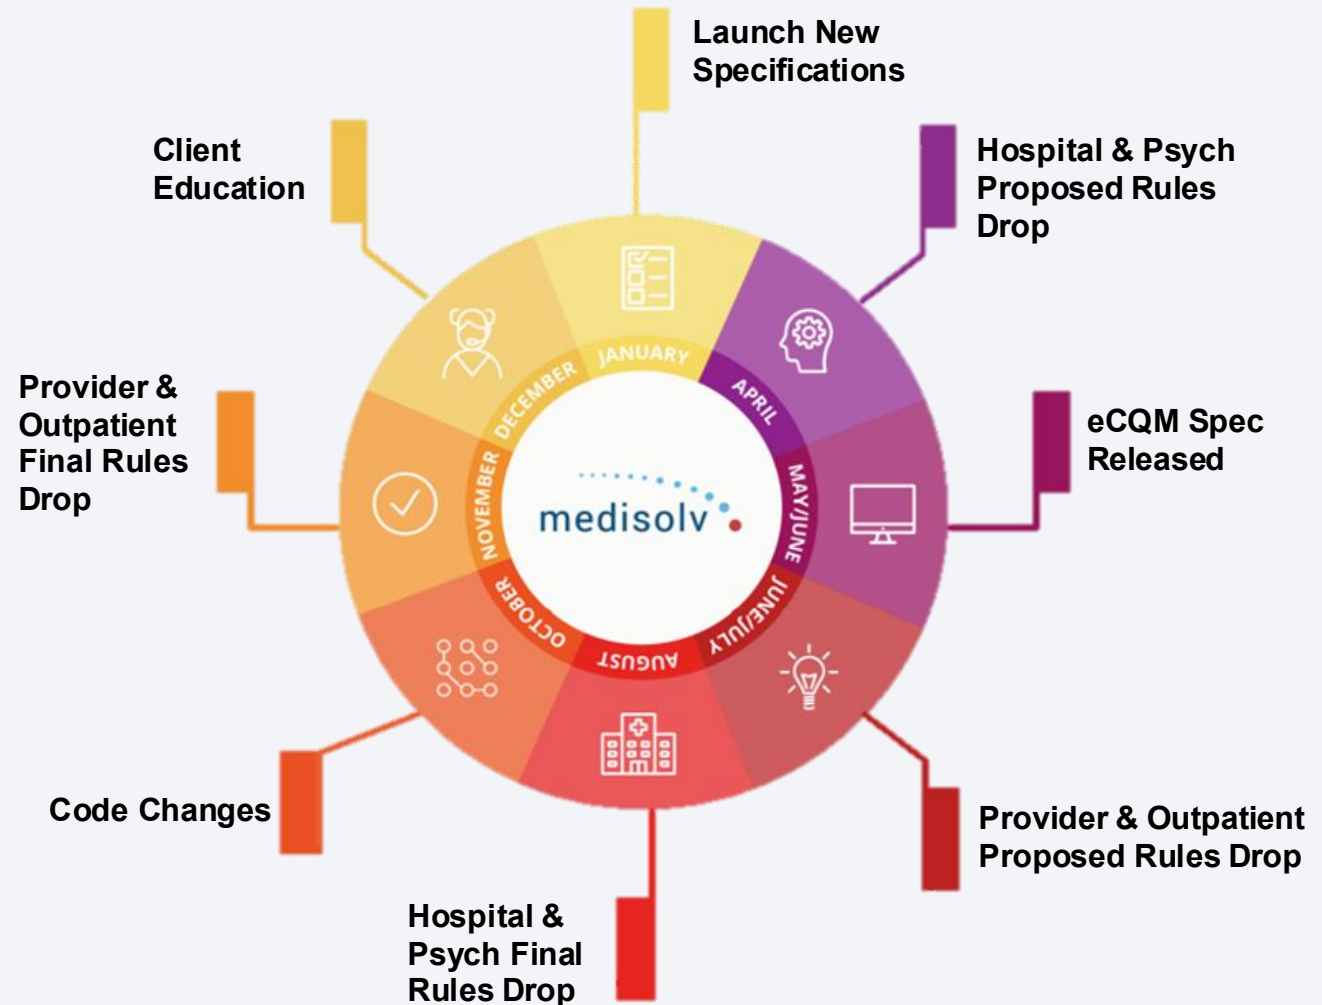 Launch New
Specifications
Client
Education
Hospital & Psych
Proposed Rules
Drop
Provider &
Outpatient
Final Rules
Drop
eCQM Spec
Released
JANUARY
APRIL
MAY/JUNE
JUNE/JULY
AUGUST
OCTOBER
NOVEMBER
DECEMBER
medisolv
Code Changes
Provider & Outpatient
Proposed Rules Drop
Hospital &
Psych Final
Rules Drop